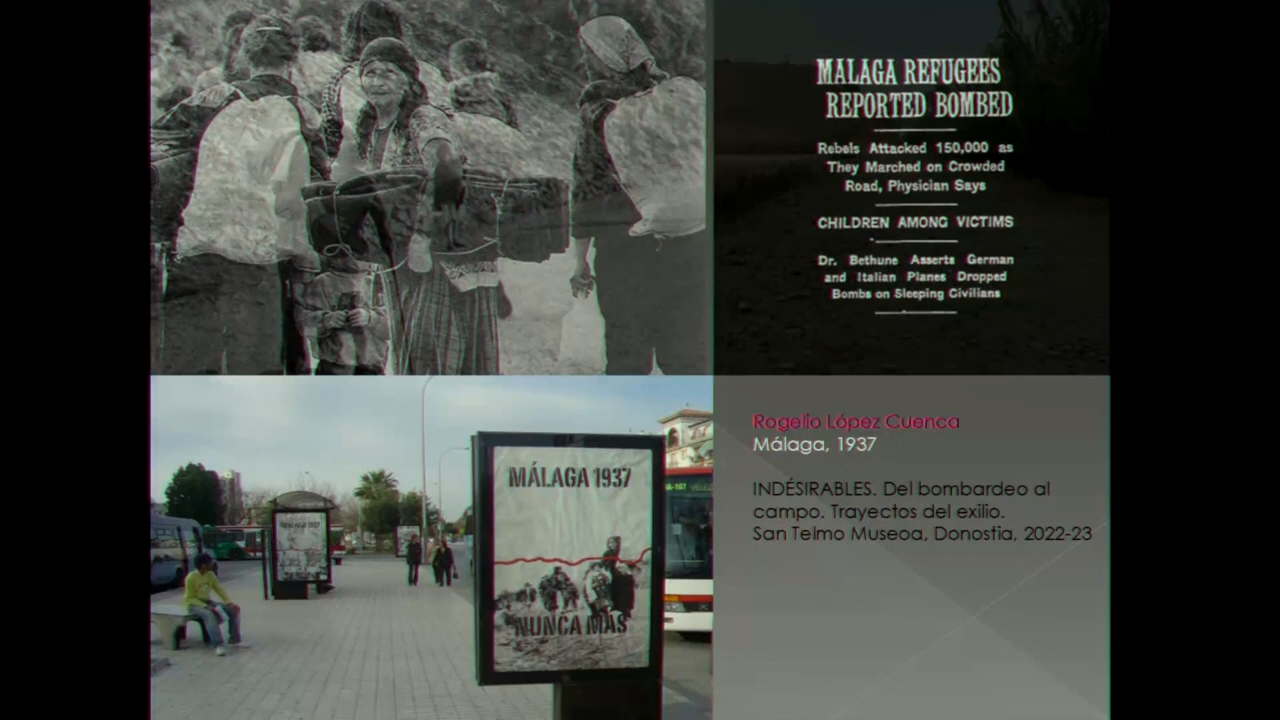 MALAGA REFUGEES
REPORTED BOMBED
Rebels Attacked 150,000 as
They Marched on Crowded
Road, Physician Says
CHILDREN AMONG VICTIMS
Dr. Bethune Asserts German
and Italian Planes Dropped
Bombs on Sleeping Civilians
MÁLAGA 1937
NUNCA MÁS
MÁLAGA 1937
Rogelio López Cuenca
Málaga, 1937
INDÉSIRABLES. Del bombardeo al
campo. Trayectos del exilio.
San Telmo Museoa, Donostia, 2022-23